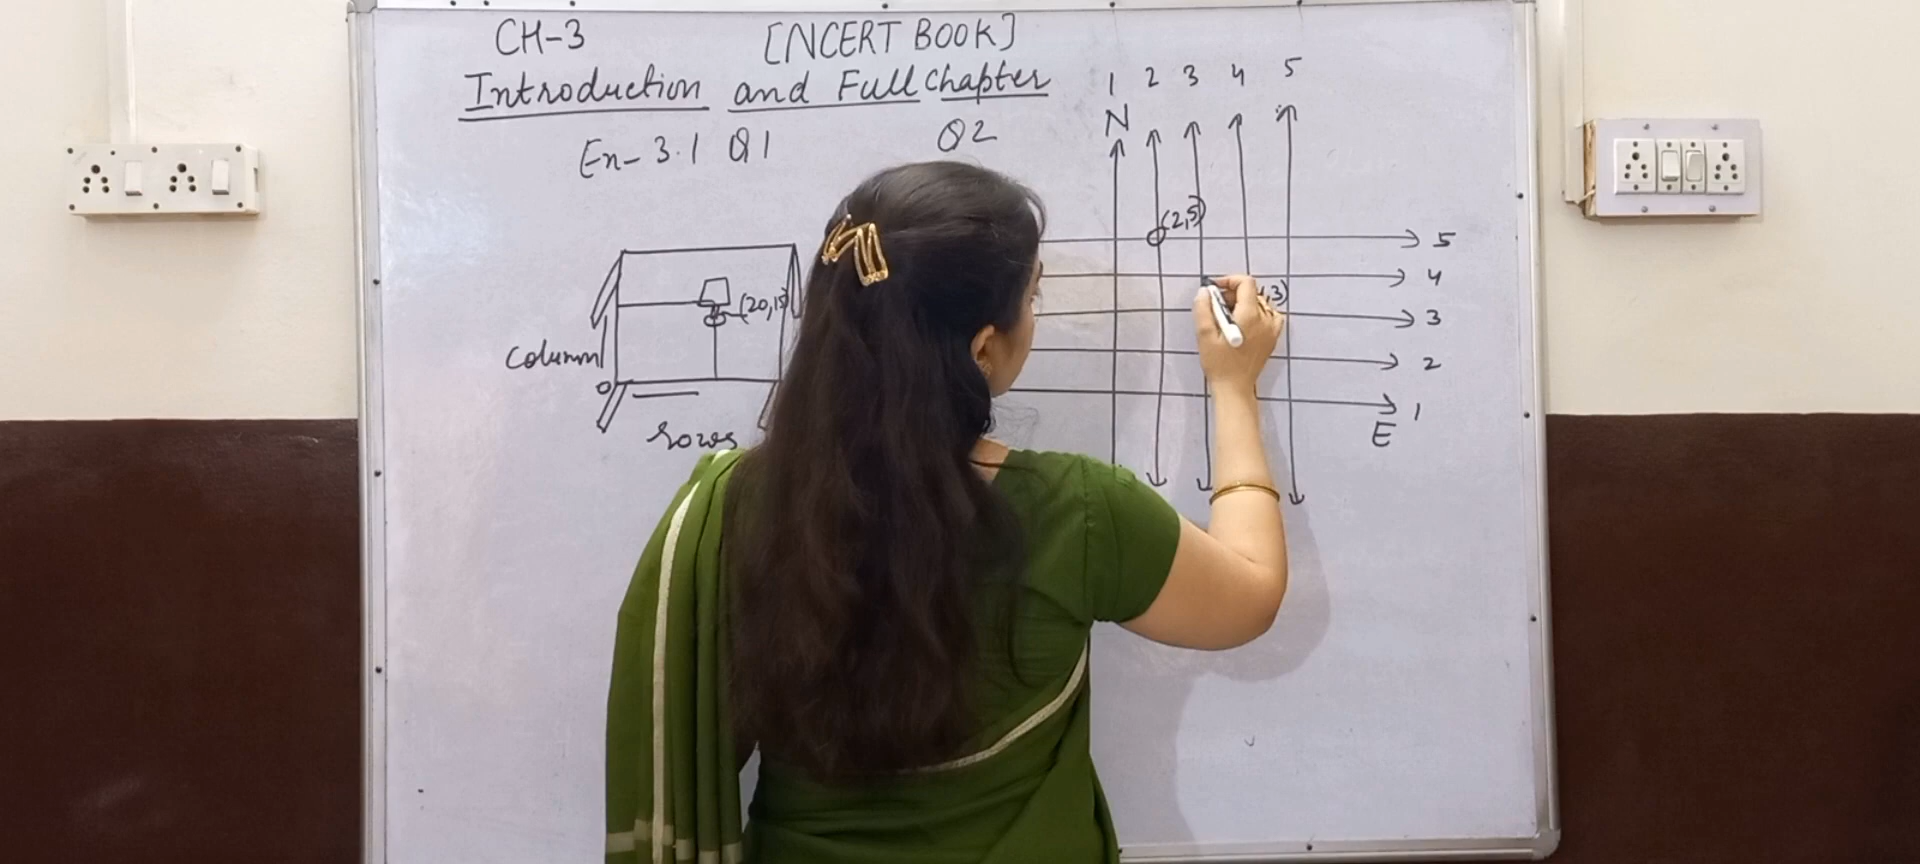 CH-3 [NCERT BOOK]
Introduction and Full Chapter
Ex-3.1 Q1 Q2
1 2 3 4 5
N
(2,5)
5
4
,3)
3
2
1
E
(20,15)
Column
O
rows